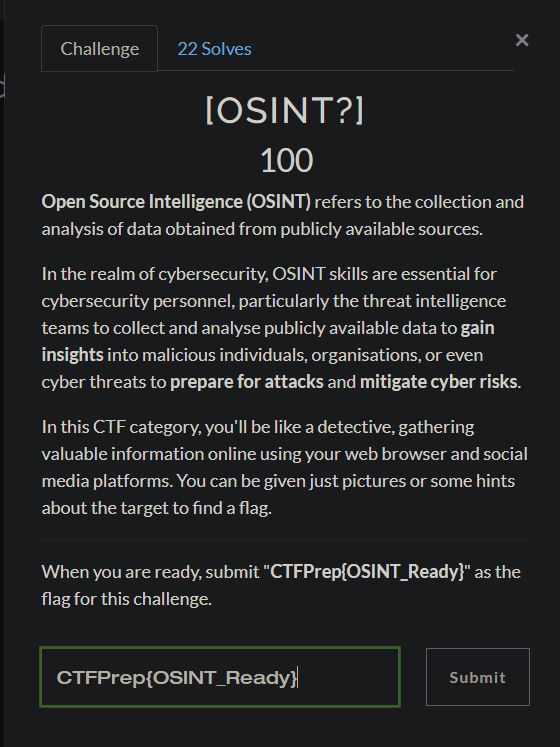 Challenge
22 Solves
×
[OSINT?]
100
Open Source Intelligence (OSINT) refers to the collection and
analysis of data obtained from publicly available sources.
In the realm of cybersecurity, OSINT skills are essential for
cybersecurity personnel, particularly the threat intelligence
teams to collect and analyse publicly available data to gain
insights into malicious individuals, organisations, or even
cyber threats to prepare for attacks and mitigate cyber risks.
In this CTF category, you'll be like a detective, gathering
valuable information online using your web browser and social
media platforms. You can be given just pictures or some hints
about the target to find a flag.
When you are ready, submit "CTFPrep{OSINT_Ready}" as the
flag for this challenge.
CTFPrep{OSINT_Ready}
Submit